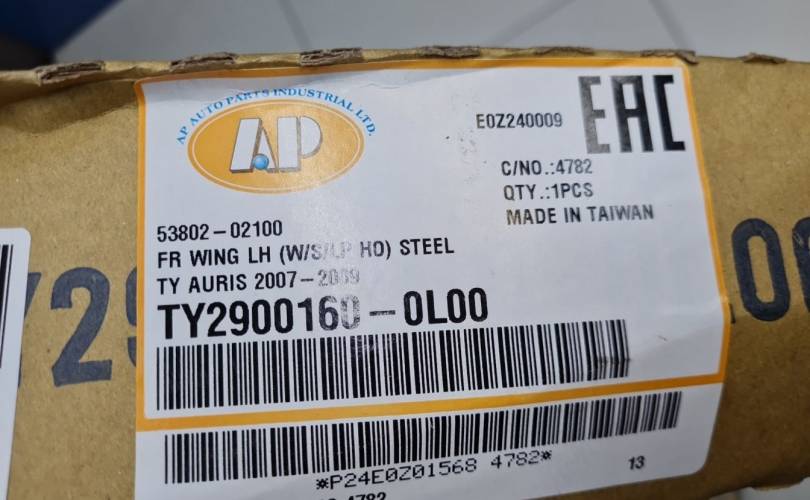 AP AUTO PARTS INDUSTRIAL LTD.
AP
E0Z240009
EAC
C/NO.:4782
QTY.:1PCS
MADE IN TAIWAN
53802-02100
FR WING LH (W/S/LP HO) STEEL
TY AURIS 2007-2009
TY2900160-0L00
*P24E0Z01568 4782*
13